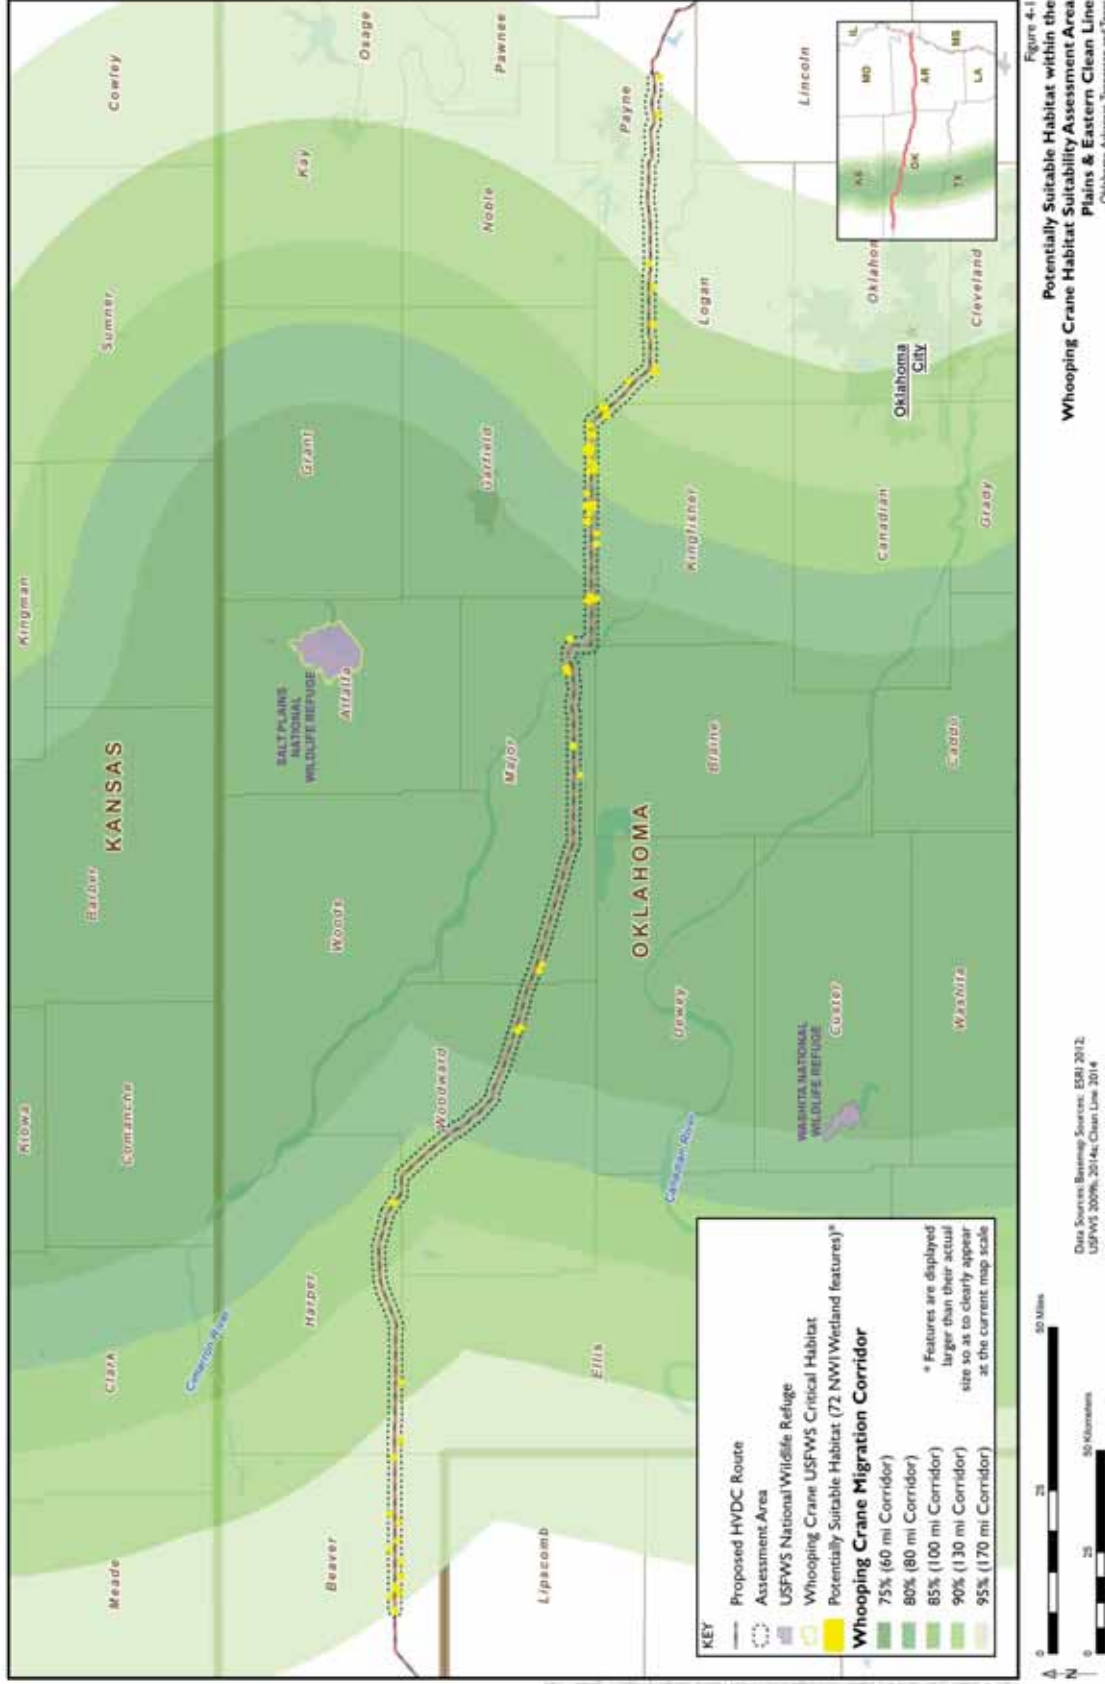 Kiowa
Kingman
Comanche
Barber
KANSAS
Meade
Clark
Sumner
Cowley
Cimarron River
SALT PLAINS
NATIONAL
WILDLIFE REFUGE
Alfalfa
Grant
Kay
Osage
Beaver
Harper
Woods
Woodward
Major
Garfield
Noble
Pawnee
Lipscomb
Ellis
OKLAHOMA
Payne
Dewey
Blaine
Kingfisher
Logan
Lincoln
Canadian River
WASHITA NATIONAL
WILDLIFE REFUGE
Custer
Canadian
Oklahom
Oklahoma
City
Washita
Caddo
Grady
Cleveland
KS
MO
IL
OK
AR
TX
LA
MS
KEY
Proposed HVDC Route
Assessment Area
USFWS National Wildlife Refuge
Whooping Crane USFWS Critical Habitat
Potentially Suitable Habitat (72 NWI Wetland features)*
Whooping Crane Migration Corridor
75% (60 mi Corridor)
80% (80 mi Corridor)
85% (100 mi Corridor)
90% (130 mi Corridor)
95% (170 mi Corridor)
* Features are displayed
larger than their actual
size so as to clearly appear
at the current map scale
N
0 25 50 Miles
0 25 50 Kilometers
Data Sources: Basemap Sources: ESRI 2012;
USFWS 2009b, 2014a; Clean Line 2014
Figure 4-1
Potentially Suitable Habitat within the
Whooping Crane Habitat Suitability Assessment Area
Plains & Eastern Clean Line